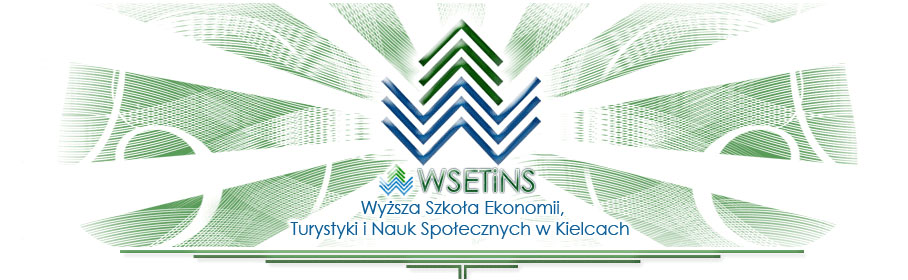 WSETiNS
Wyższa Szkoła Ekonomii,
Turystyki i Nauk Społecznych w Kielcach